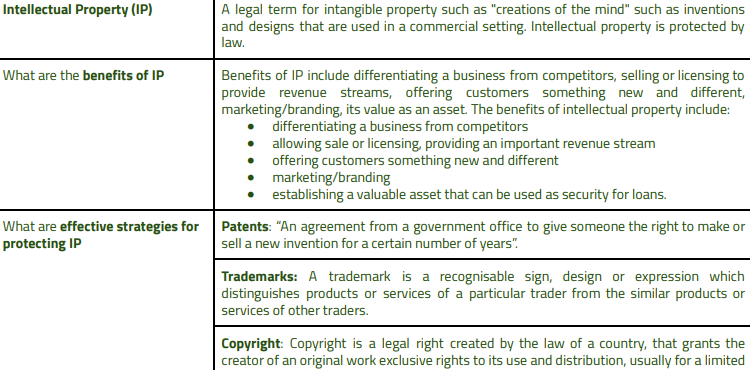 Intellectual Property (IP)
A legal term for intangible property such as "creations of the mind" such as inventions
and designs that are used in a commercial setting. Intellectual property is protected by
law.
What are the benefits of IP
Benefits of IP include differentiating a business from competitors, selling or licensing to
provide revenue streams, offering customers something new and different,
marketing/branding, its value as an asset. The benefits of intellectual property include:
● differentiating a business from competitors
● allowing sale or licensing, providing an important revenue stream
● offering customers something new and different
● marketing/branding
● establishing a valuable asset that can be used as security for loans.
What are effective strategies for
protecting IP
Patents: “An agreement from a government office to give someone the right to make or
sell a new invention for a certain number of years”.
Trademarks: A trademark is a recognisable sign, design or expression which
distinguishes products or services of a particular trader from the similar products or
services of other traders.
Copyright: Copyright is a legal right created by the law of a country, that grants the
creator of an original work exclusive rights to its use and distribution, usually for a limited